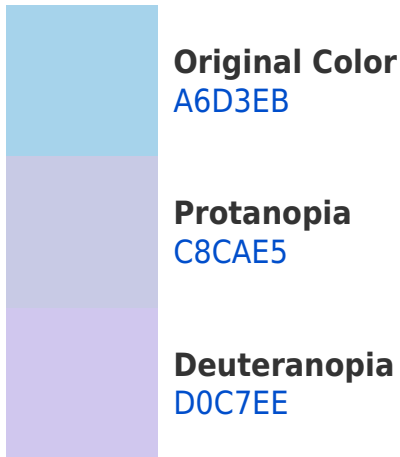 Original Color
A6D3EB
Protanopia
C8CAE5
Deuteranopia
D0C7EE